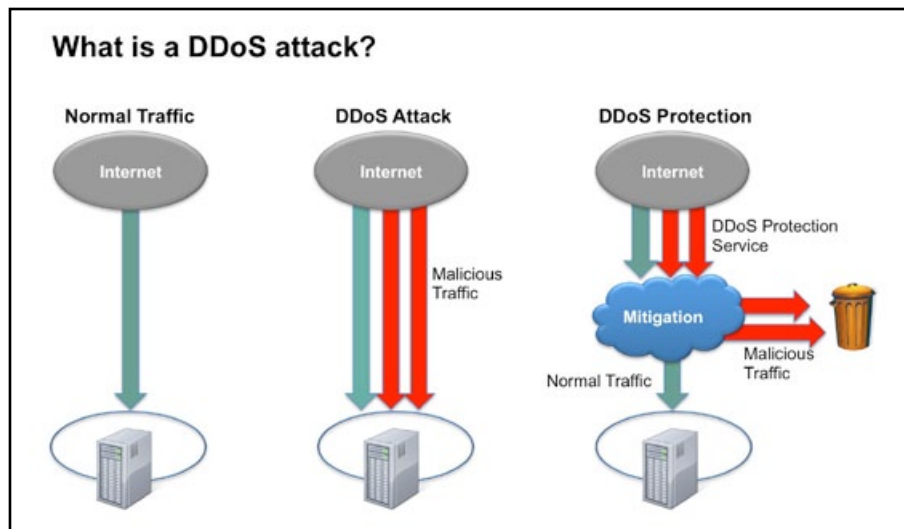 What is a DDoS attack?
Normal Traffic
Internet
DDoS Attack
Internet
Malicious
Traffic
DDoS Protection
Internet
DDoS Protection
Service
Mitigation
Malicious
Traffic
Normal Traffic